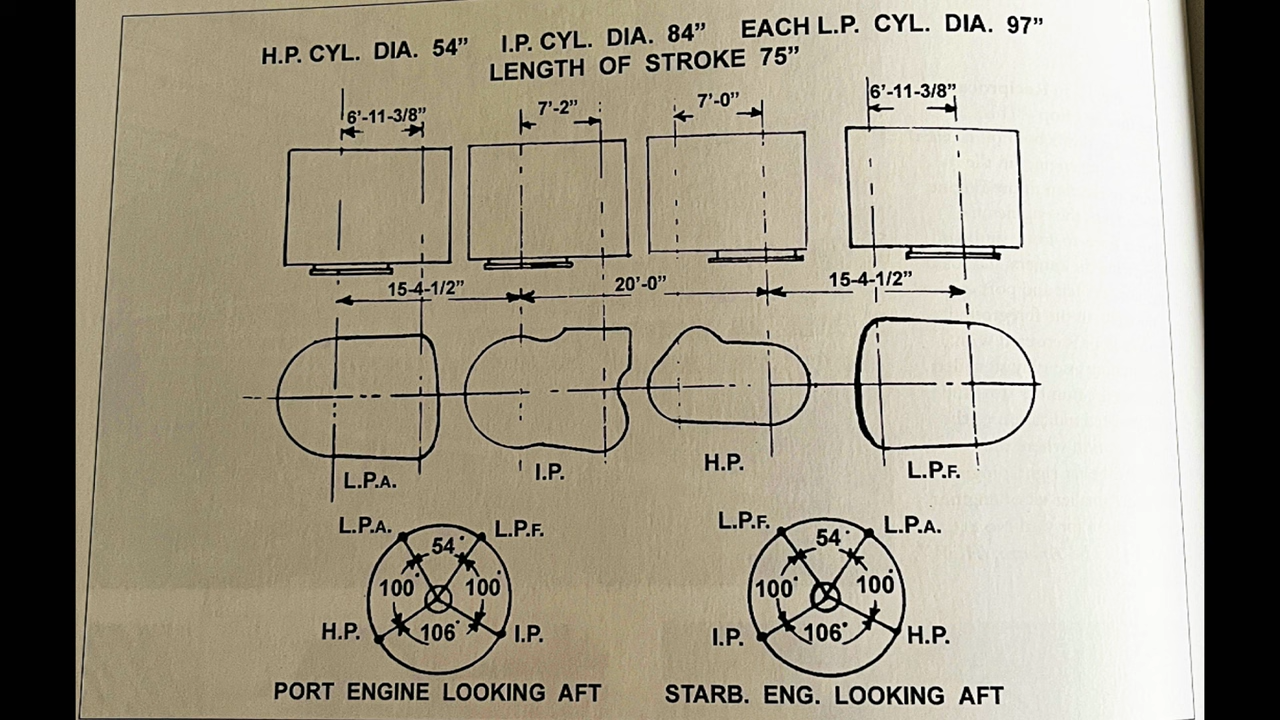 H.P. CYL. DIA. 54” I.P. CYL. DIA. 84” EACH L.P. CYL. DIA. 97”
LENGTH OF STROKE 75”
6’-11-3/8” 7’-2” 7’-0” 6’-11-3/8”
15-4-1/2” 20’-0” 15-4-1/2”
L.P.A. I.P. H.P. L.P.F.
L.P.A. L.P.F.
54°
100° 100°
H.P. 106° I.P.
PORT ENGINE LOOKING AFT
L.P.F. L.P.A.
54°
100° 100°
I.P. 106° H.P.
STARB. ENG. LOOKING AFT